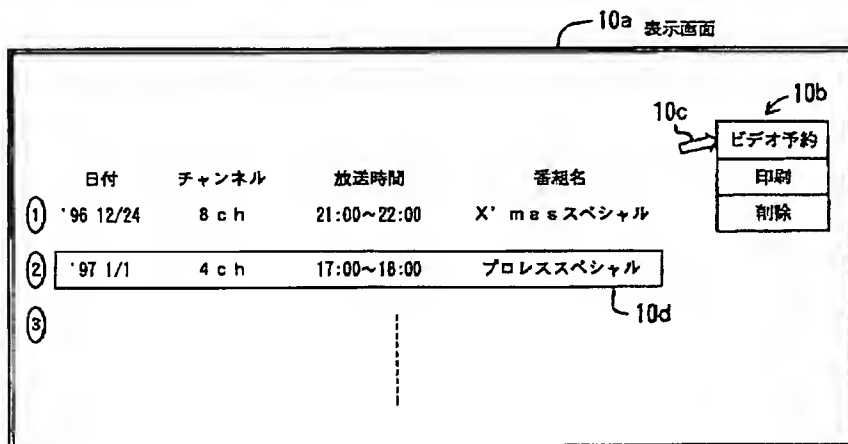 10a 表示画面
10b
10c
ビデオ予約
印刷
削除
日付 チャンネル 放送時間 番組名
① '96 12/24 8ch 21:00~22:00 X'masスペシャル
② '97 1/1 4ch 17:00~18:00 プロレススペシャル
10d
③